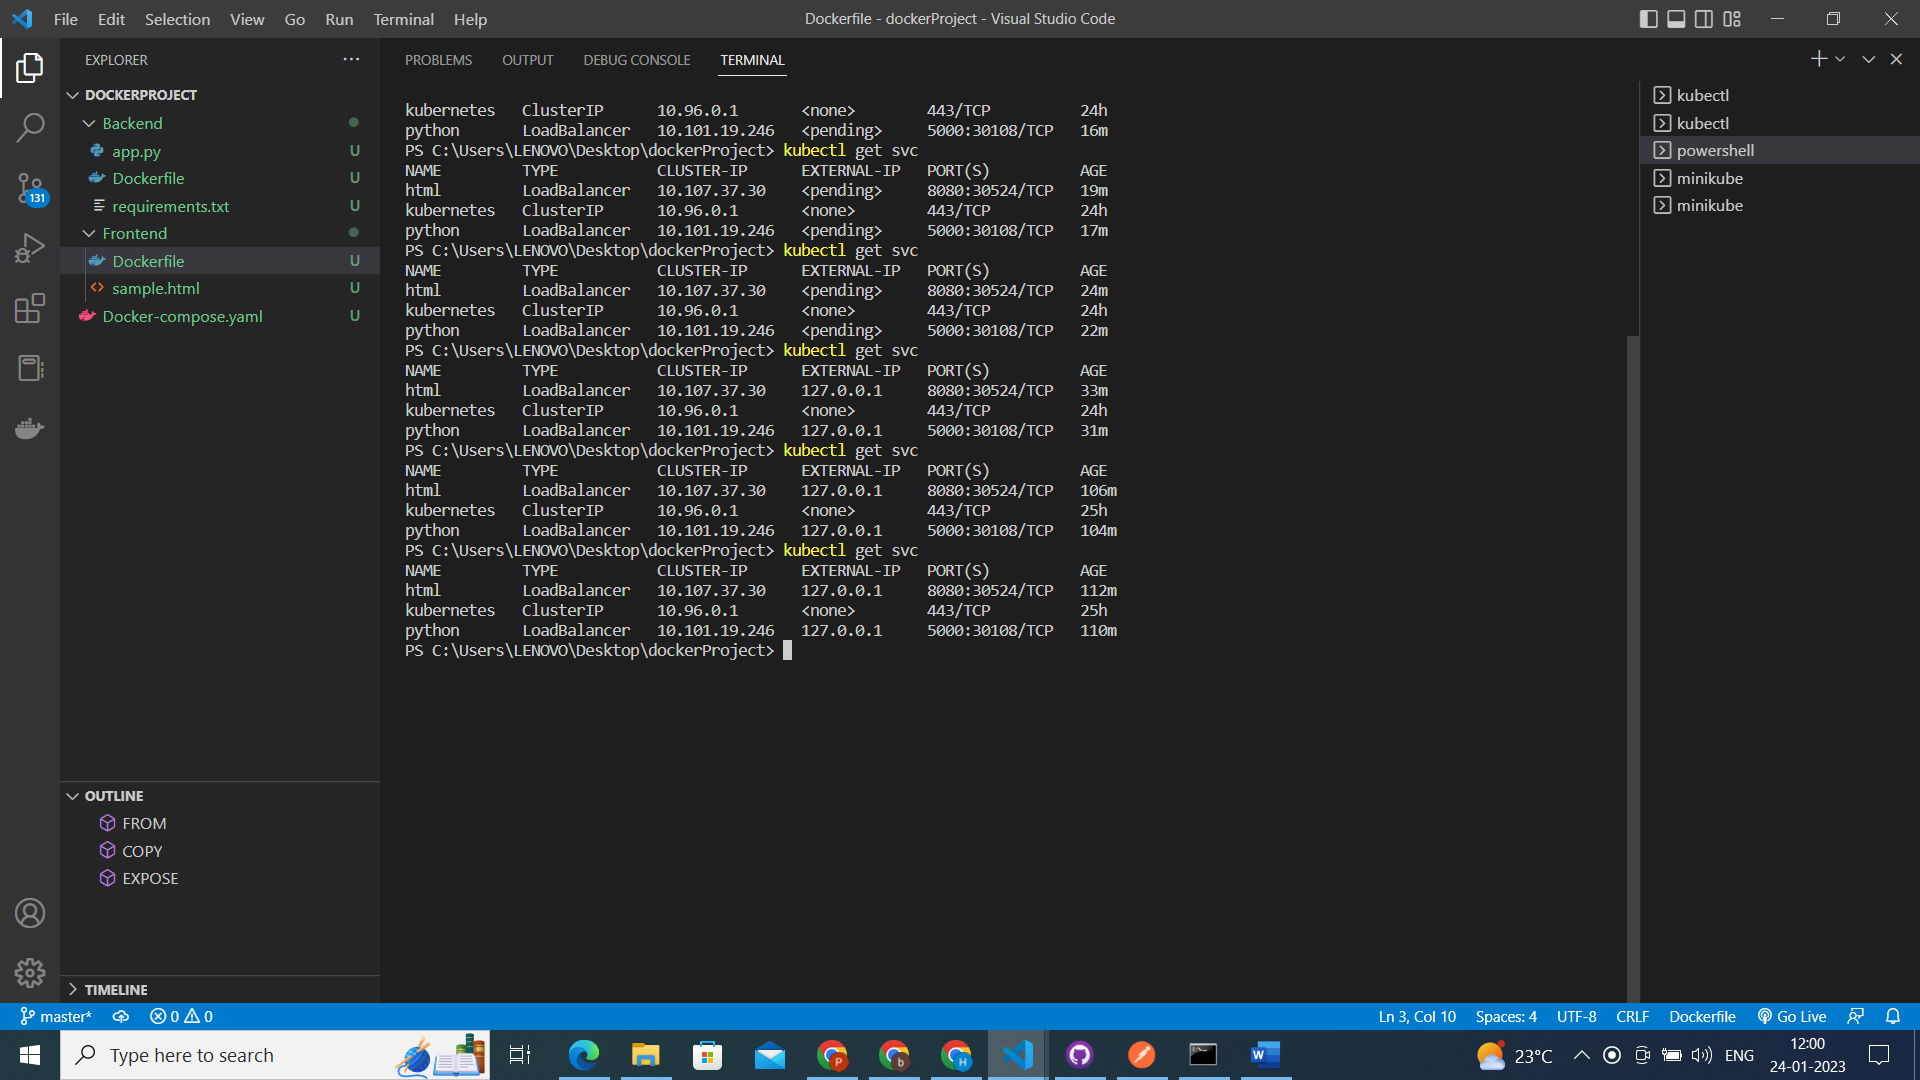 File Edit Selection View Go Run Terminal Help
Dockerfile - dockerProject - Visual Studio Code
EXPLORER
DOCKERPROJECT
Backend
app.py U
Dockerfile U
requirements.txt U
Frontend
Dockerfile U
sample.html U
Docker-compose.yaml U
131
OUTLINE
FROM
COPY
EXPOSE
TIMELINE
PROBLEMS OUTPUT DEBUG CONSOLE TERMINAL
kubernetes ClusterIP 10.96.0.1 <none> 443/TCP 24h
python LoadBalancer 10.101.19.246 <pending> 5000:30108/TCP 16m
PS C:\Users\LENOVO\Desktop\dockerProject> kubectl get svc
NAME TYPE CLUSTER-IP EXTERNAL-IP PORT(S) AGE
html LoadBalancer 10.107.37.30 <pending> 8080:30524/TCP 19m
kubernetes ClusterIP 10.96.0.1 <none> 443/TCP 24h
python LoadBalancer 10.101.19.246 <pending> 5000:30108/TCP 17m
PS C:\Users\LENOVO\Desktop\dockerProject> kubectl get svc
NAME TYPE CLUSTER-IP EXTERNAL-IP PORT(S) AGE
html LoadBalancer 10.107.37.30 <pending> 8080:30524/TCP 24m
kubernetes ClusterIP 10.96.0.1 <none> 443/TCP 24h
python LoadBalancer 10.101.19.246 <pending> 5000:30108/TCP 22m
PS C:\Users\LENOVO\Desktop\dockerProject> kubectl get svc
NAME TYPE CLUSTER-IP EXTERNAL-IP PORT(S) AGE
html LoadBalancer 10.107.37.30 127.0.0.1 8080:30524/TCP 33m
kubernetes ClusterIP 10.96.0.1 <none> 443/TCP 24h
python LoadBalancer 10.101.19.246 127.0.0.1 5000:30108/TCP 31m
PS C:\Users\LENOVO\Desktop\dockerProject> kubectl get svc
NAME TYPE CLUSTER-IP EXTERNAL-IP PORT(S) AGE
html LoadBalancer 10.107.37.30 127.0.0.1 8080:30524/TCP 106m
kubernetes ClusterIP 10.96.0.1 <none> 443/TCP 25h
python LoadBalancer 10.101.19.246 127.0.0.1 5000:30108/TCP 104m
PS C:\Users\LENOVO\Desktop\dockerProject> kubectl get svc
NAME TYPE CLUSTER-IP EXTERNAL-IP PORT(S) AGE
html LoadBalancer 10.107.37.30 127.0.0.1 8080:30524/TCP 112m
kubernetes ClusterIP 10.96.0.1 <none> 443/TCP 25h
python LoadBalancer 10.101.19.246 127.0.0.1 5000:30108/TCP 110m
PS C:\Users\LENOVO\Desktop\dockerProject>
kubectl
kubectl
powershell
minikube
minikube
master* 0 0
Ln 3, Col 10 Spaces: 4 UTF-8 CRLF Dockerfile Go Live
Type here to search
23°C ENG
12:00
24-01-2023